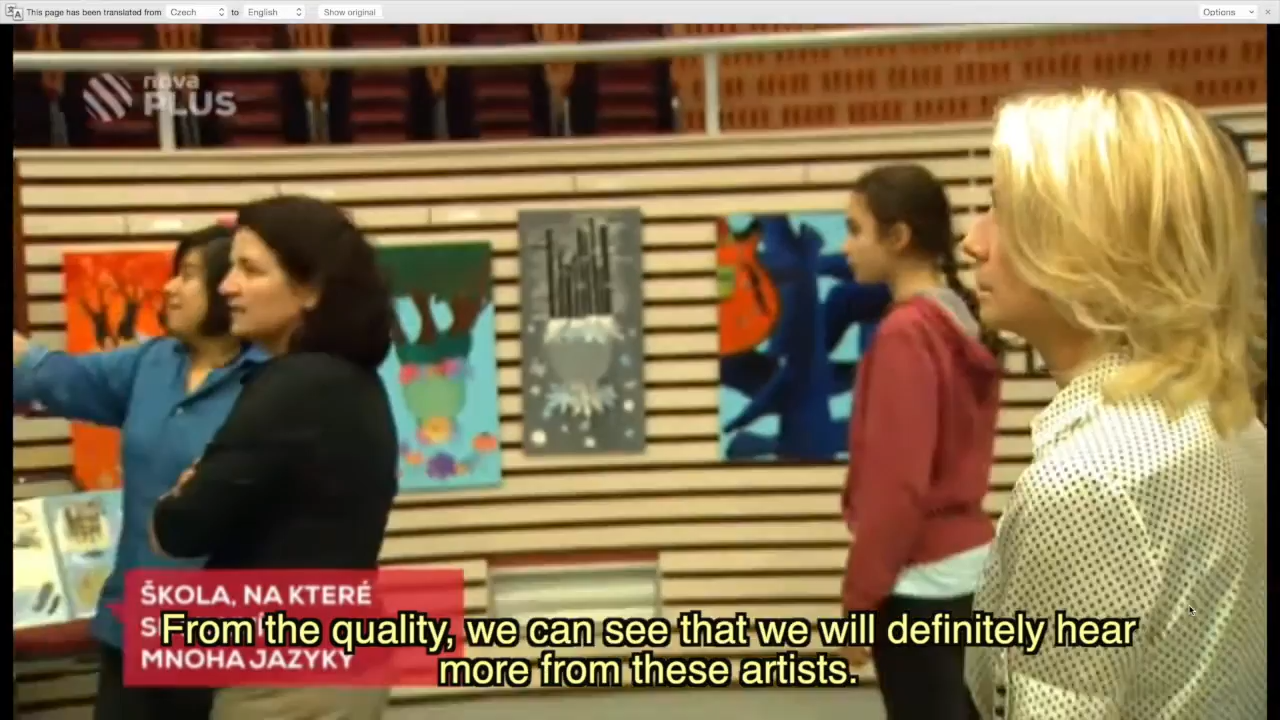 This page has been translated from Czech to English Show original Options
nova
PLUS
ŠKOLA, NA KTERÉ
MNOHA JAZYKY
From the quality, we can see that we will definitely hear
more from these artists.